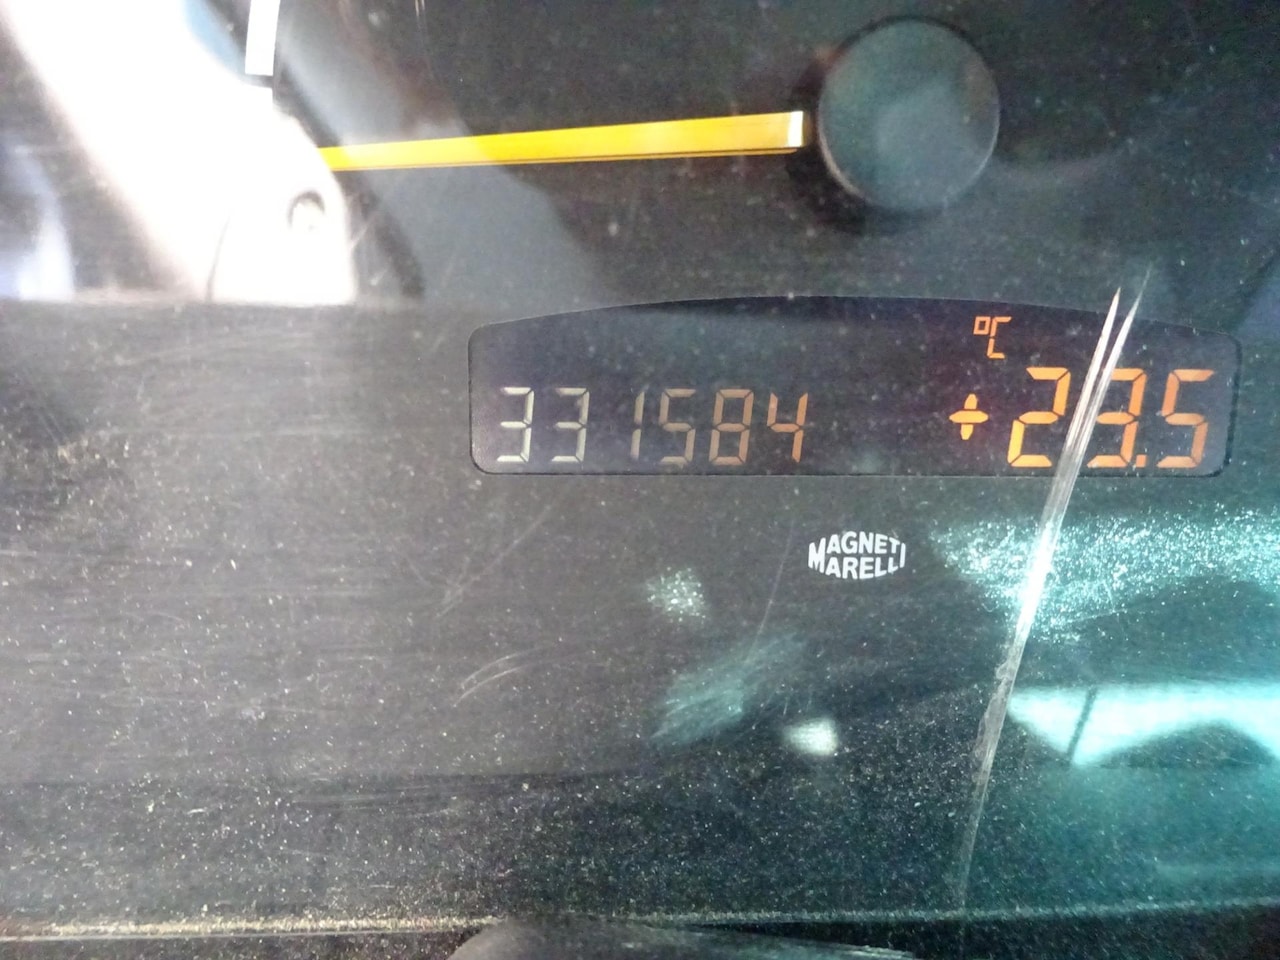 °C
331584 +23.5
MAGNETI
MARELLI